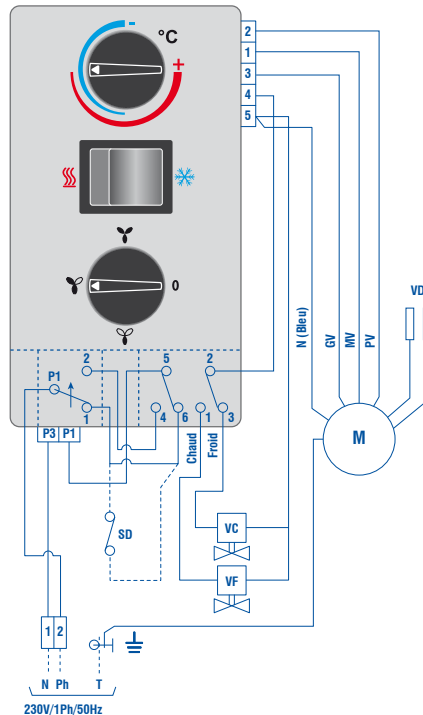 °C
-
+
0
2
1
3
4
5
2
5
2
P1
1
4
6
1
3
P3 P1
Chaud
Froid
N (Bleu)
GV
MV
PV
VD
M
SD
VC
VF
1 2
N Ph T
230V/1Ph/50Hz